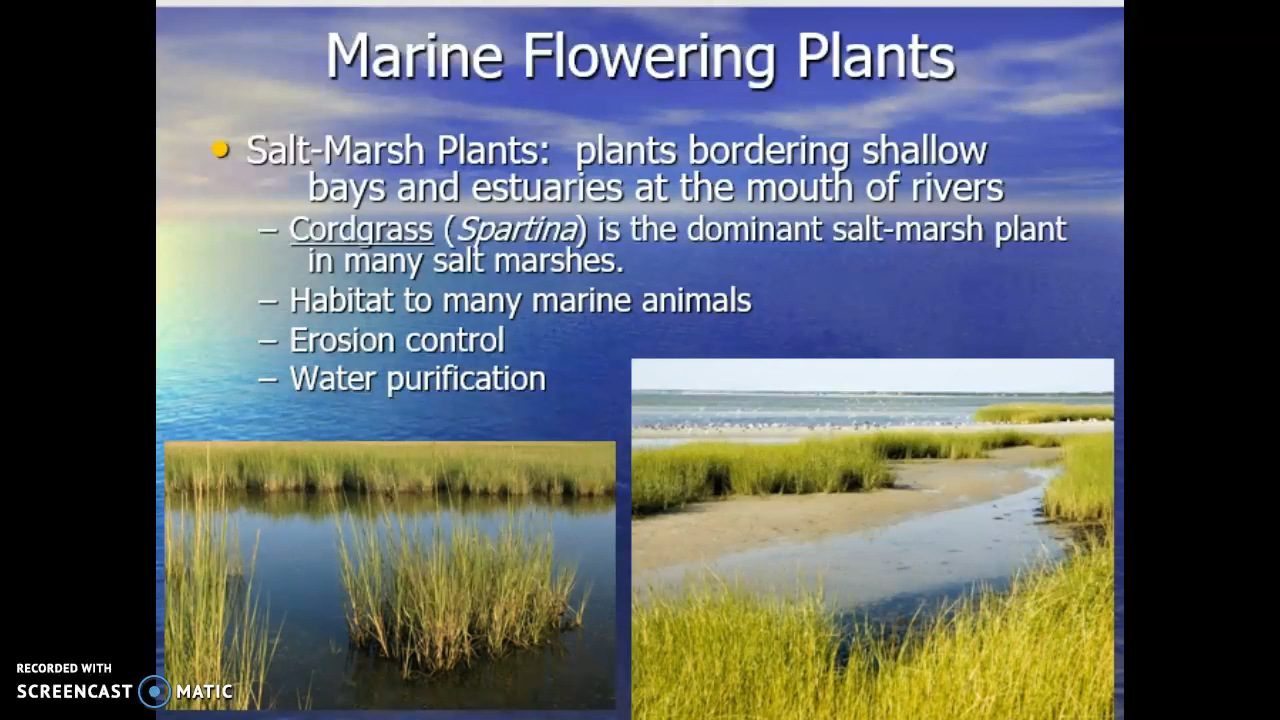 Marine Flowering Plants
• Salt-Marsh Plants: plants bordering shallow
bays and estuaries at the mouth of rivers
– Cordgrass (Spartina) is the dominant salt-marsh plant
in many salt marshes.
– Habitat to many marine animals
– Erosion control
– Water purification
RECORDED WITH
SCREENCAST MATIC